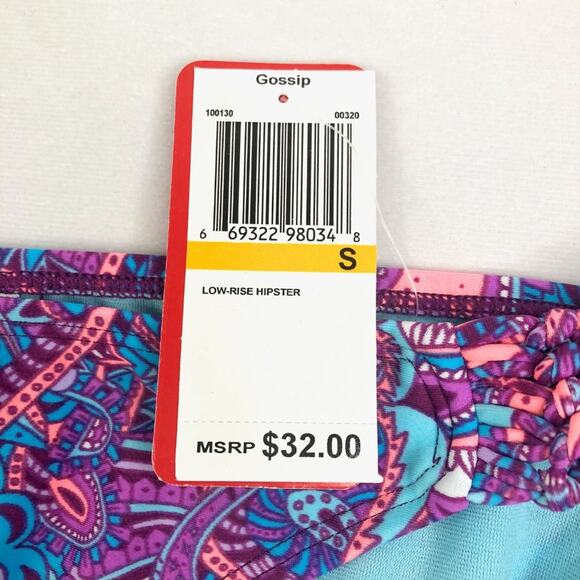 Gossip
100130 00320
6 69322 98034 8
S
LOW-RISE HIPSTER
MSRP $32.00